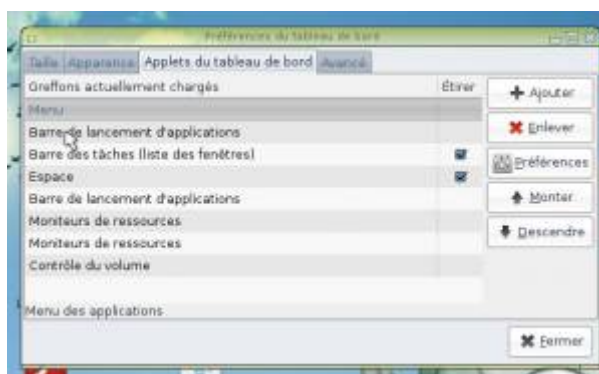 Préférences du tableau de bord
Taille Apparence Applets du tableau de bord Avancé
Greffons actuellement chargés Étirer
Menu
Barre de lancement d'applications
Barre des tâches (liste des fenêtres)
Espace
Barre de lancement d'applications
Moniteurs de ressources
Moniteurs de ressources
Contrôle du volume
Menu des applications
Ajouter
Enlever
Préférences
Monter
Descendre
Fermer